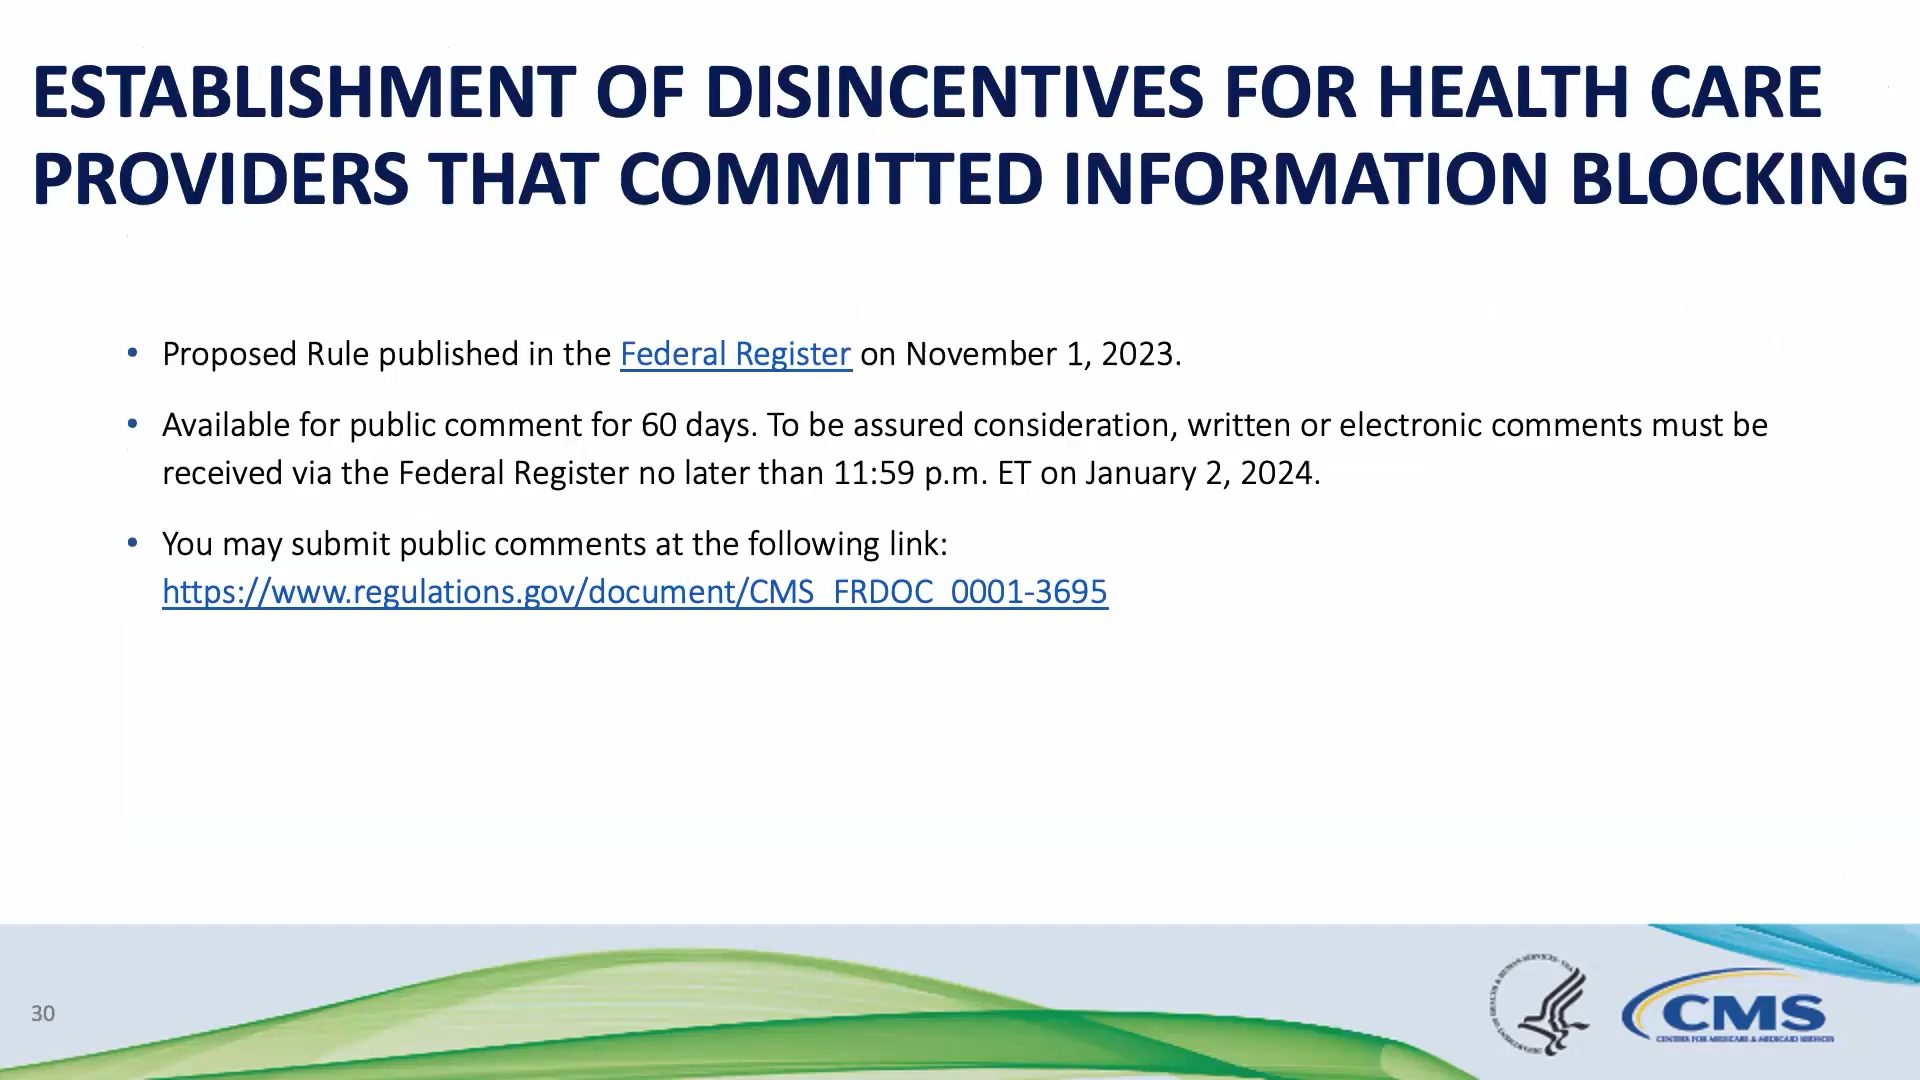 ESTABLISHMENT OF DISINCENTIVES FOR HEALTH CARE
PROVIDERS THAT COMMITTED INFORMATION BLOCKING
• Proposed Rule published in the Federal Register on November 1, 2023.
• Available for public comment for 60 days. To be assured consideration, written or electronic comments must be
received via the Federal Register no later than 11:59 p.m. ET on January 2, 2024.
• You may submit public comments at the following link:
https://www.regulations.gov/document/CMS_FRDOC_0001-3695
30
CMS
CENTERS FOR MEDICARE & MEDICAID SERVICES